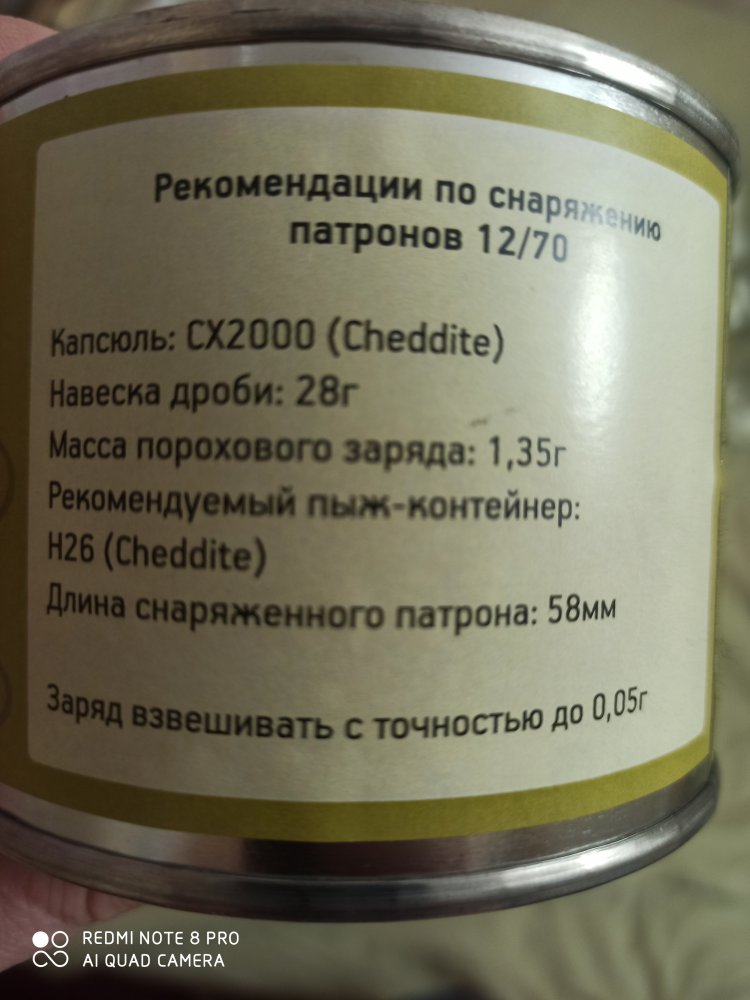 Рекомендации по снаряжению
патронов 12/70
Капсюль: CX2000 (Cheddite)
Навеска дроби: 28г
Масса порохового заряда: 1,35г
Рекомендуемый пыж-контейнер:
H26 (Cheddite)
Длина снаряженного патрона: 58мм
Заряд взвешивать с точностью до 0,05г
REDMI NOTE 8 PRO
AI QUAD CAMERA